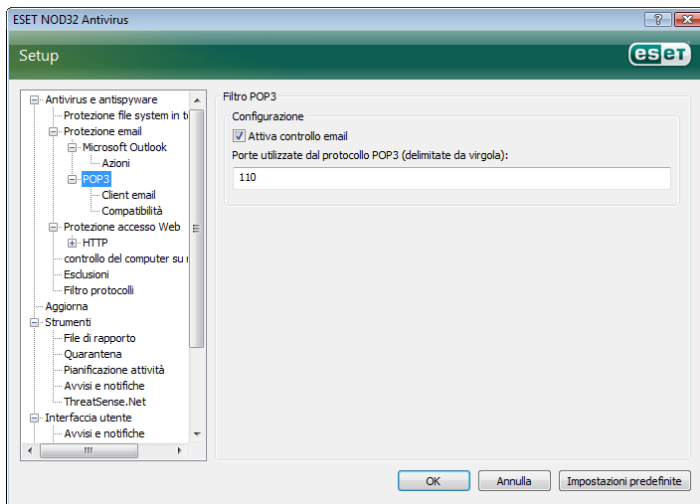 ESET NOD32 Antivirus
Setup
eseT
Antivirus e antispyware
Protezione file system in t
Protezione email
Microsoft Outlook
Azioni
POP3
Client email
Compatibilità
Protezione accesso Web
HTTP
controllo del computer su
Esclusioni
Filtro protocolli
Aggiorna
Strumenti
File di rapporto
Quarantena
Pianificazione attività
Avvisi e notifiche
ThreatSense.Net
Interfaccia utente
Avvisi e notifiche
Filtro POP3
Configurazione
Attiva controllo email
Porte utilizzate dal protocollo POP3 (delimitate da virgola):
110
OK
Annulla
Impostazioni predefinite